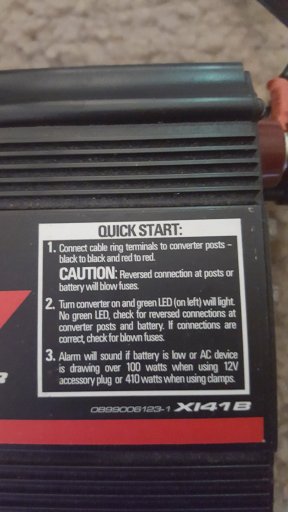 QUICK START:
1. Connect cable ring terminals to converter posts –
black to black and red to red.
CAUTION: Reversed connection at posts or
battery will blow fuses.
2. Turn converter on and green LED (on left) will light.
No green LED, check for reversed connections at
converter posts and battery. If connections are
correct, check for blown fuses.
3. Alarm will sound if battery is low or AC device
is drawing over 100 watts when using 12V
accessory plug or 410 watts when using clamps.
0899006123-1 XI41B
R